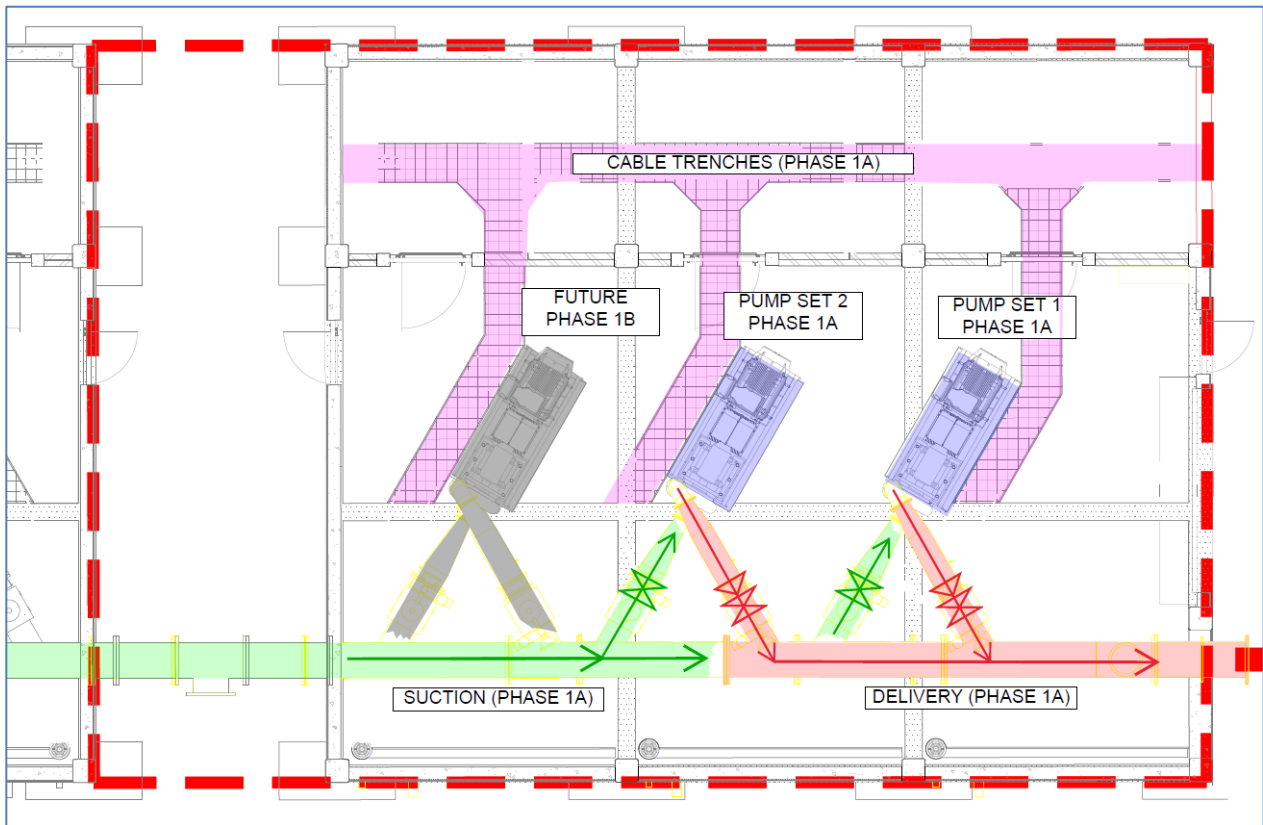 CABLE TRENCHES (PHASE 1A)
FUTURE
PHASE 1B
PUMP SET 2
PHASE 1A
PUMP SET 1
PHASE 1A
SUCTION (PHASE 1A)
DELIVERY (PHASE 1A)